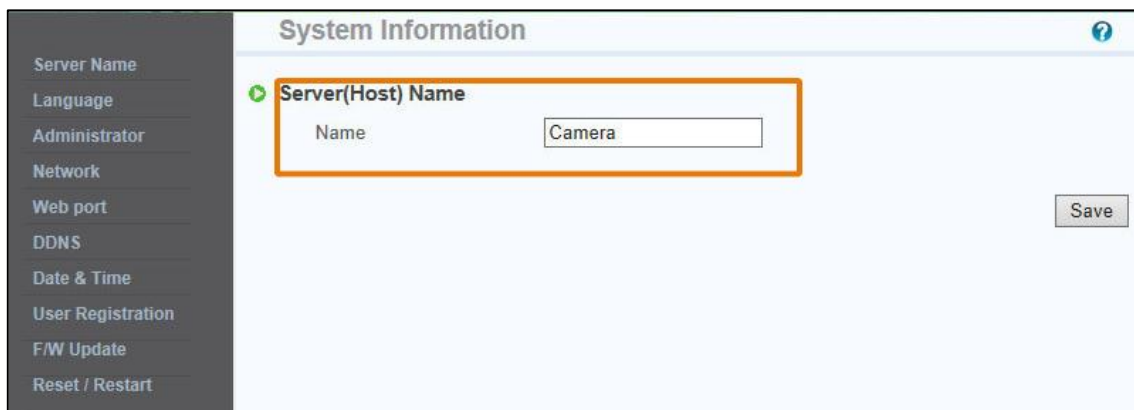 System Information
?
Server Name
Language
Administrator
Network
Web port
DDNS
Date & Time
User Registration
F/W Update
Reset / Restart
Server(Host) Name
Name
Camera
Save